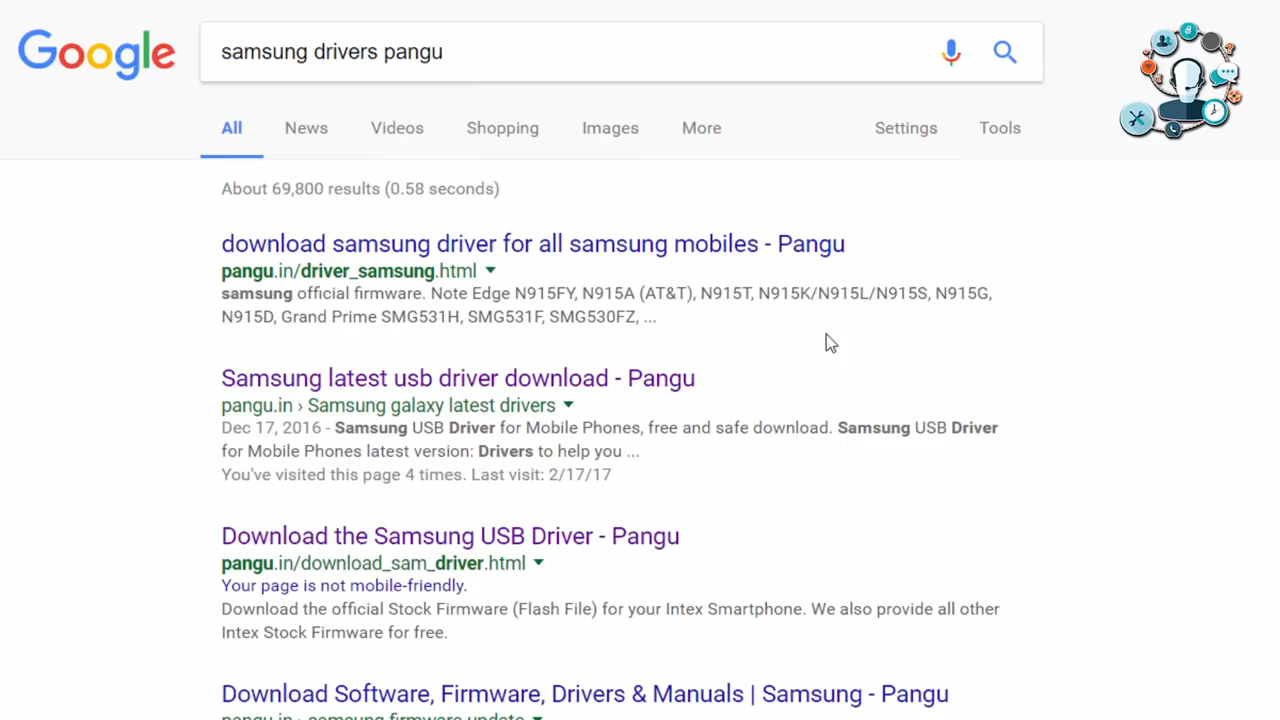 Google
samsung drivers pangu
All News Videos Shopping Images More Settings Tools
About 69,800 results (0.58 seconds)
download samsung driver for all samsung mobiles - Pangu
pangu.in/driver_samsung.html
samsung official firmware. Note Edge N915FY, N915A (AT&T), N915T, N915K/N915L/N915S, N915G,
N915D, Grand Prime SMG531H, SMG531F, SMG530FZ, ...
Samsung latest usb driver download - Pangu
pangu.in › Samsung galaxy latest drivers
Dec 17, 2016 - Samsung USB Driver for Mobile Phones, free and safe download. Samsung USB Driver
for Mobile Phones latest version: Drivers to help you ...
You've visited this page 4 times. Last visit: 2/17/17
Download the Samsung USB Driver - Pangu
pangu.in/download_sam_driver.html
Your page is not mobile-friendly.
Download the official Stock Firmware (Flash File) for your Intex Smartphone. We also provide all other
Intex Stock Firmware for free.
Download Software, Firmware, Drivers & Manuals | Samsung - Pangu
pangu.in › samsung firmware update